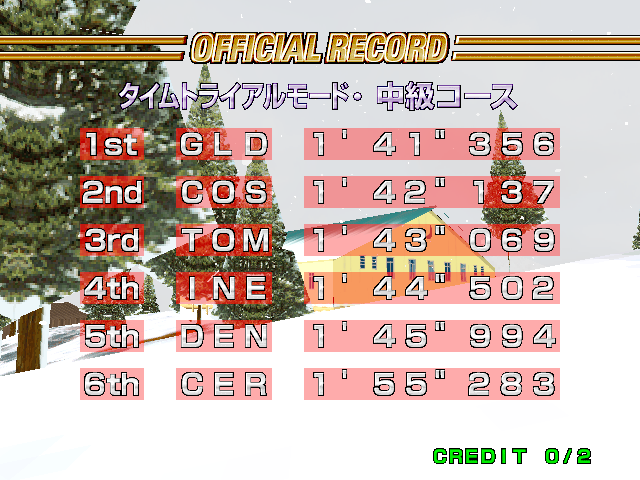 OFFICIAL RECORD
タイムトライアルモード・中級コース
1st GLD 1' 41" 356
2nd COS 1' 42" 137
3rd TOM 1' 43" 069
4th INE 1' 44" 502
5th DEN 1' 45" 994
6th CER 1' 55" 283
CREDIT 0/2